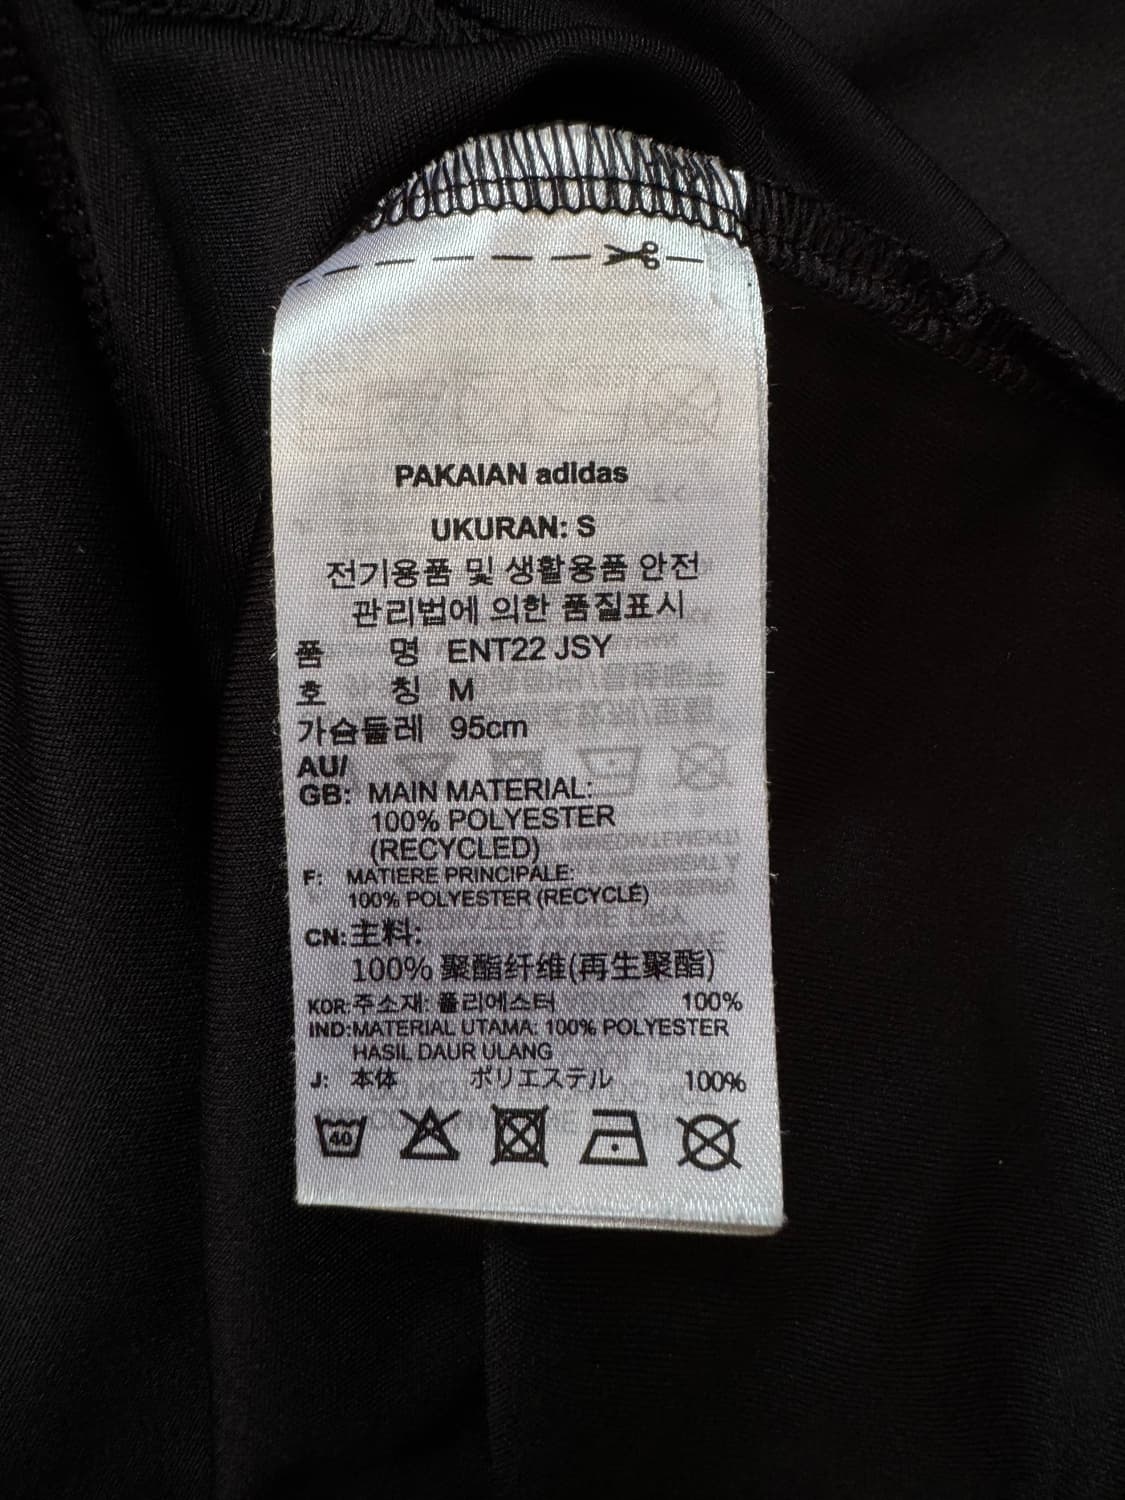 PAKAIAN adidas
UKURAN: S
전기용품 및 생활용품 안전
관리법에 의한 품질표시
품 명 ENT22 JSY
호 칭 M
가슴둘레 95cm
AU/
GB: MAIN MATERIAL:
100% POLYESTER
(RECYCLED)
F: MATIERE PRINCIPALE:
100% POLYESTER (RECYCLÉ)
CN: 主料:
100% 聚酯纤维(再生聚酯)
KOR: 주소재: 폴리에스터 100%
IND: MATERIAL UTAMA: 100% POLYESTER
HASIL DAUR ULANG
J: 本体 ポリエステル 100%
40